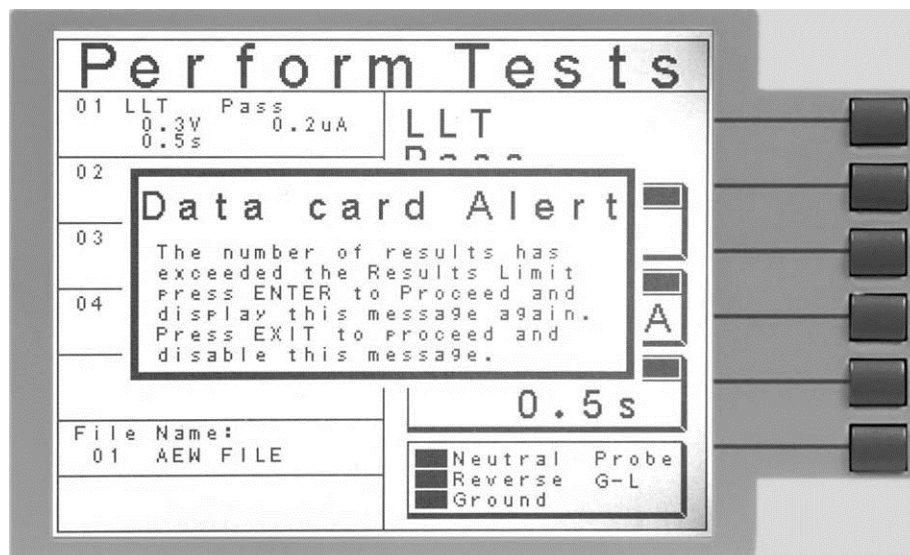 Perform Tests
01 LLT Pass
0.3V 0.2uA
0.5s
LLT
02
03
04
Data card Alert
The number of results has
exceeded the Results Limit
press ENTER to Proceed and
display this message again.
Press EXIT to proceed and
disable this message.
A
0.5s
File Name:
01 AEW FILE
Neutral Probe
Reverse G-L
Ground